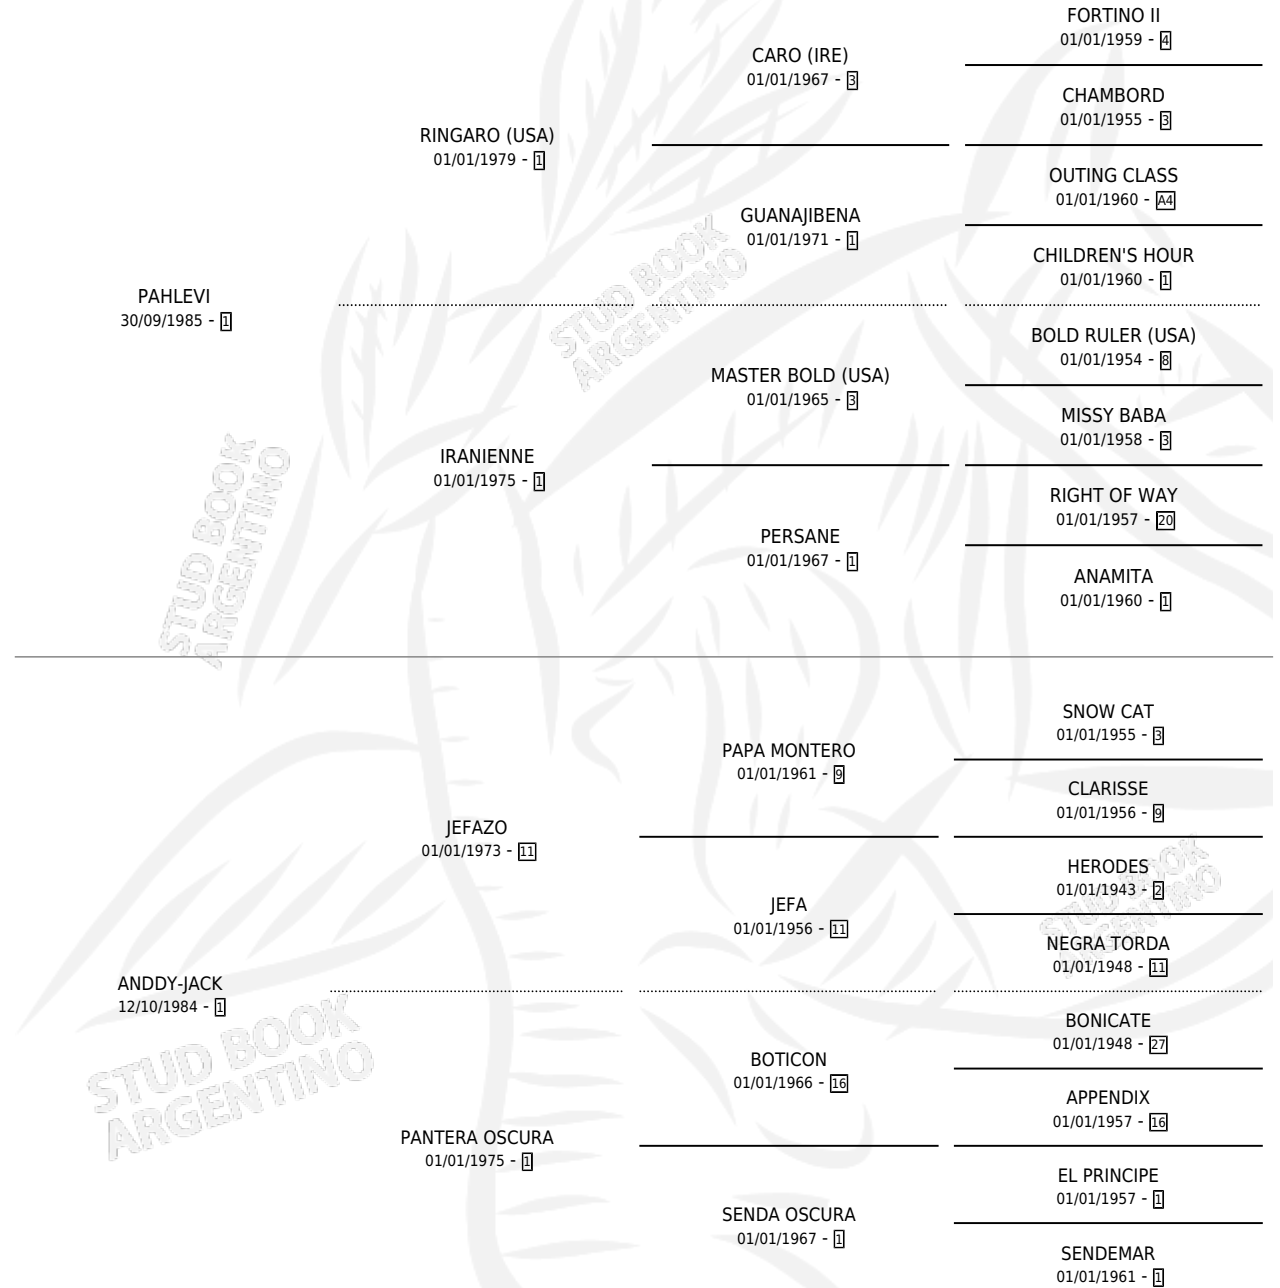 FORTINO II
01/01/1959 - 4
CARO (IRE)
01/01/1967 - 3
CHAMBORD
01/01/1955 - 3
RINGARO (USA)
01/01/1979 - 1
OUTING CLASS
01/01/1960 - A4
GUANAJIBENA
01/01/1971 - 1
CHILDREN'S HOUR
01/01/1960 - 1
PAHLEVI
30/09/1985 - 1
BOLD RULER (USA)
01/01/1954 - 8
MASTER BOLD (USA)
01/01/1965 - 3
MISSY BABA
01/01/1958 - 3
IRANIENNE
01/01/1975 - 1
RIGHT OF WAY
01/01/1957 - 20
PERSANE
01/01/1967 - 1
ANAMITA
01/01/1960 - 1
SNOW CAT
01/01/1955 - 3
PAPA MONTERO
01/01/1961 - 9
CLARISSE
01/01/1956 - 9
JEFAZO
01/01/1973 - 11
HERODES
01/01/1943 - 2
JEFA
01/01/1956 - 11
NEGRA TORDA
01/01/1948 - 11
ANDDY-JACK
12/10/1984 - 1
BONICATE
01/01/1948 - 27
BOTICON
01/01/1966 - 16
APPENDIX
01/01/1957 - 16
PANTERA OSCURA
01/01/1975 - 1
EL PRINCIPE
01/01/1957 - 1
SENDA OSCURA
01/01/1967 - 1
SENDEMAR
01/01/1961 - 1
STUD BOOK
ARGENTINO
STUD BOOK
ARGENTINO
STUD BOOK
ARGENTINO
STUD BOOK
ARGENTINO